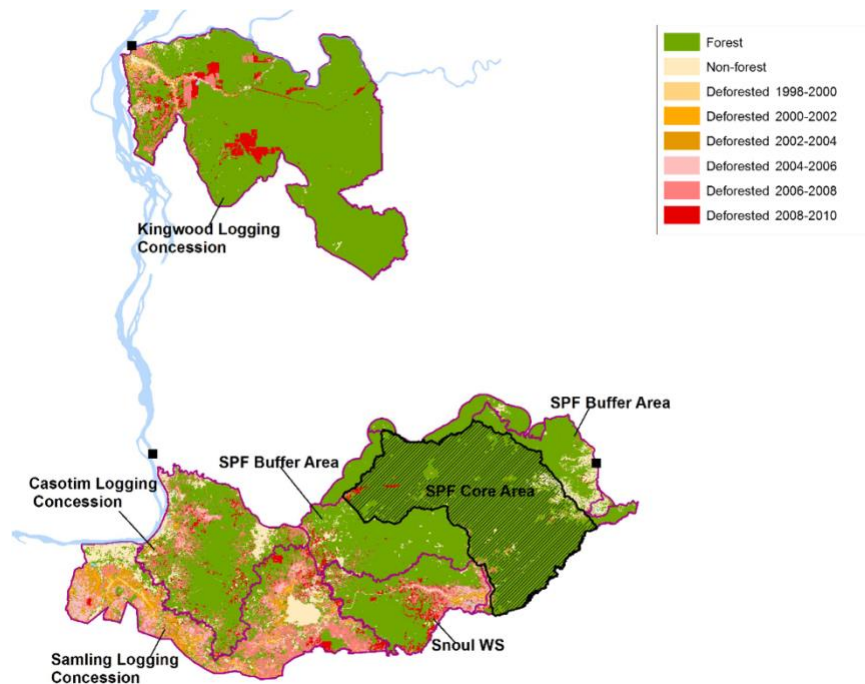 Forest
Non-forest
Deforested 1998-2000
Deforested 2000-2002
Deforested 2002-2004
Deforested 2004-2006
Deforested 2006-2008
Deforested 2008-2010
Kingwood Logging
Concession
SPF Buffer Area
SPF Buffer Area
Casotim Logging
Concession
SPF Core Area
Snoul WS
Samling Logging
Concession